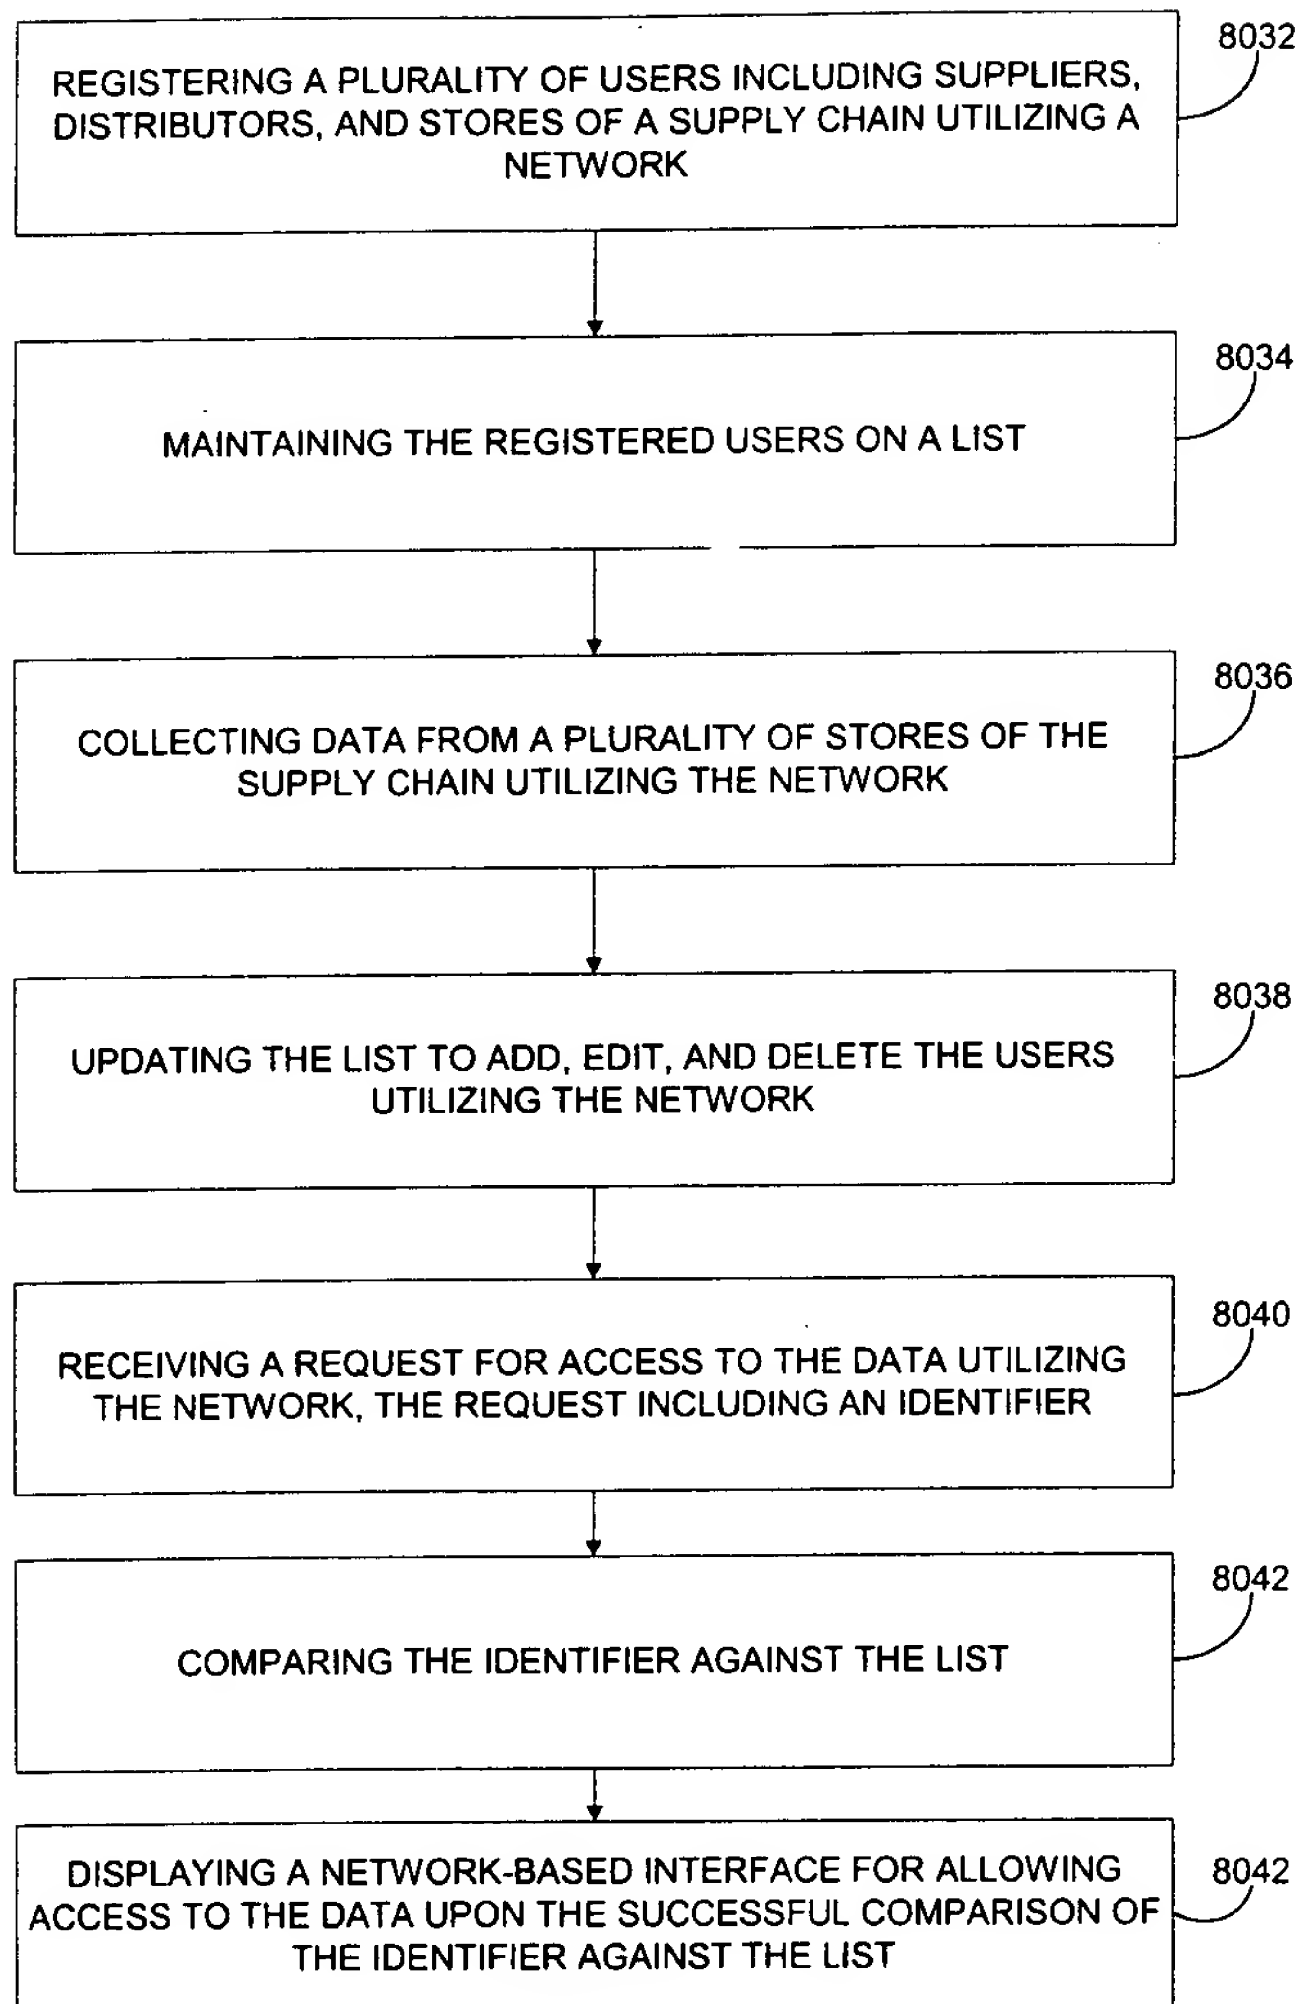 8032
REGISTERING A PLURALITY OF USERS INCLUDING SUPPLIERS,
DISTRIBUTORS, AND STORES OF A SUPPLY CHAIN UTILIZING A
NETWORK
8034
MAINTAINING THE REGISTERED USERS ON A LIST
8036
COLLECTING DATA FROM A PLURALITY OF STORES OF THE
SUPPLY CHAIN UTILIZING THE NETWORK
8038
UPDATING THE LIST TO ADD, EDIT, AND DELETE THE USERS
UTILIZING THE NETWORK
8040
RECEIVING A REQUEST FOR ACCESS TO THE DATA UTILIZING
THE NETWORK, THE REQUEST INCLUDING AN IDENTIFIER
8042
COMPARING THE IDENTIFIER AGAINST THE LIST
8042
DISPLAYING A NETWORK-BASED INTERFACE FOR ALLOWING
ACCESS TO THE DATA UPON THE SUCCESSFUL COMPARISON OF
THE IDENTIFIER AGAINST THE LIST